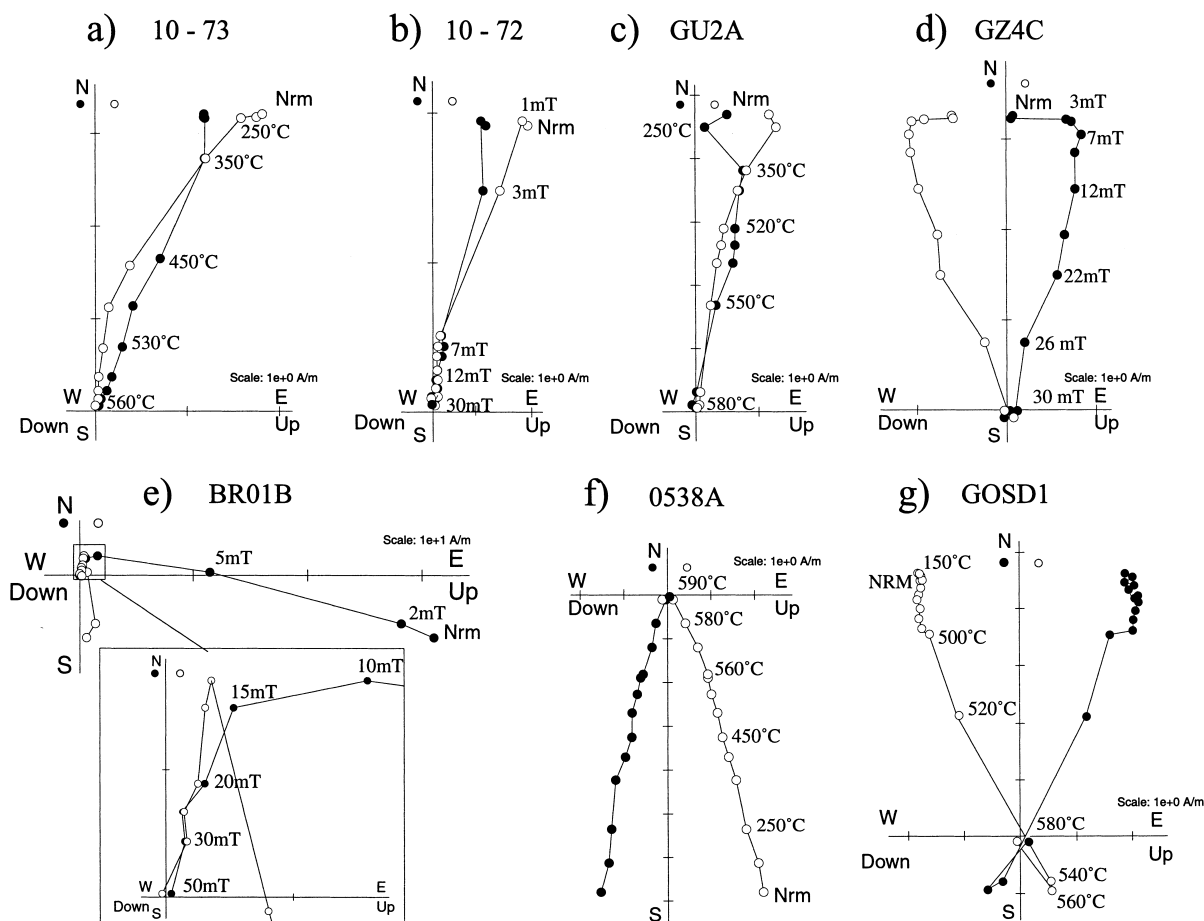 a) 10 - 73
N
Nrm
250°C
350°C
450°C
530°C
Scale: 1e+0 A/m
W
560°C
E
Down
Up
S
b) 10 - 72
N
1mT
Nrm
3mT
7mT
12mT
Scale: 1e+0 A/m
W
30mT
E
Down
Up
S
c) GU2A
N
Nrm
250°C
350°C
520°C
550°C
Scale: 1e+0 A/m
W
580°C
E
Down
Up
S
d) GZ4C
N
Nrm
3mT
7mT
12mT
22mT
26 mT
Scale: 1e+0 A/m
W
30 mT
E
Down
Up
S
e) BR01B
N
Scale: 1e+1 A/m
W
5mT
E
Down
Up
2mT
Nrm
S
N
10mT
15mT
20mT
30mT
W
50mT
E
Down
Up
S
f) 0538A
N
590°C
Scale: 1e+0 A/m
W
E
Down
Up
580°C
560°C
450°C
250°C
Nrm
S
g) GOSD1
N
150°C
NRM
500°C
520°C
Scale: 1e+0 A/m
W
580°C
E
Down
Up
540°C
560°C
S